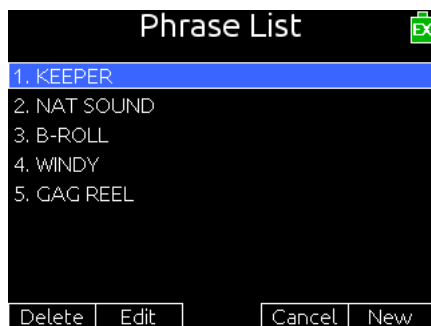 Phrase List
EX
1. KEEPER
2. NAT SOUND
3. B-ROLL
4. WINDY
5. GAG REEL
Delete Edit Cancel New